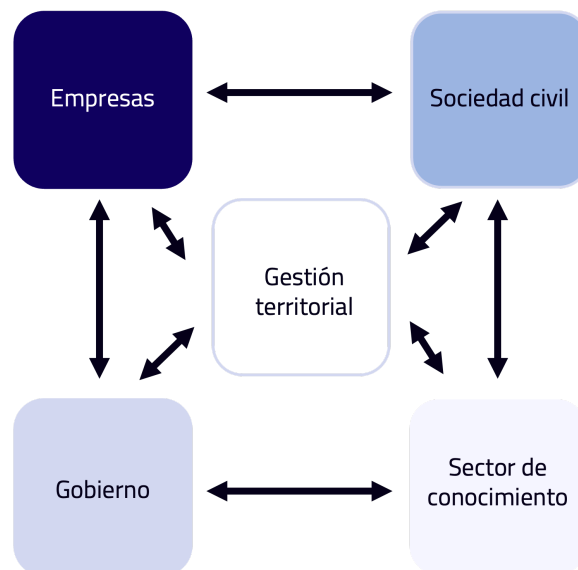 Empresas
Sociedad civil
Gestión
territorial
Gobierno
Sector de
conocimiento